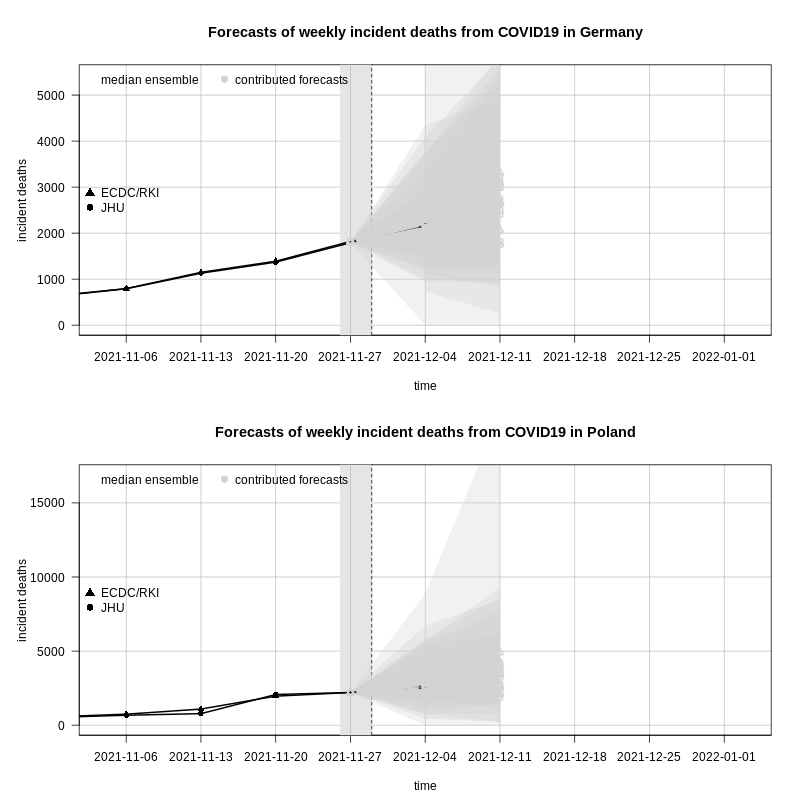 Forecasts of weekly incident deaths from COVID19 in Germany
median ensemble contributed forecasts
5000
4000
3000
2000
1000
0
incident deaths
ECDC/RKI
JHU
2021-11-06 2021-11-13 2021-11-20 2021-11-27 2021-12-04 2021-12-11 2021-12-18 2021-12-25 2022-01-01
time
Forecasts of weekly incident deaths from COVID19 in Poland
median ensemble contributed forecasts
15000
10000
5000
0
incident deaths
ECDC/RKI
JHU
2021-11-06 2021-11-13 2021-11-20 2021-11-27 2021-12-04 2021-12-11 2021-12-18 2021-12-25 2022-01-01
time